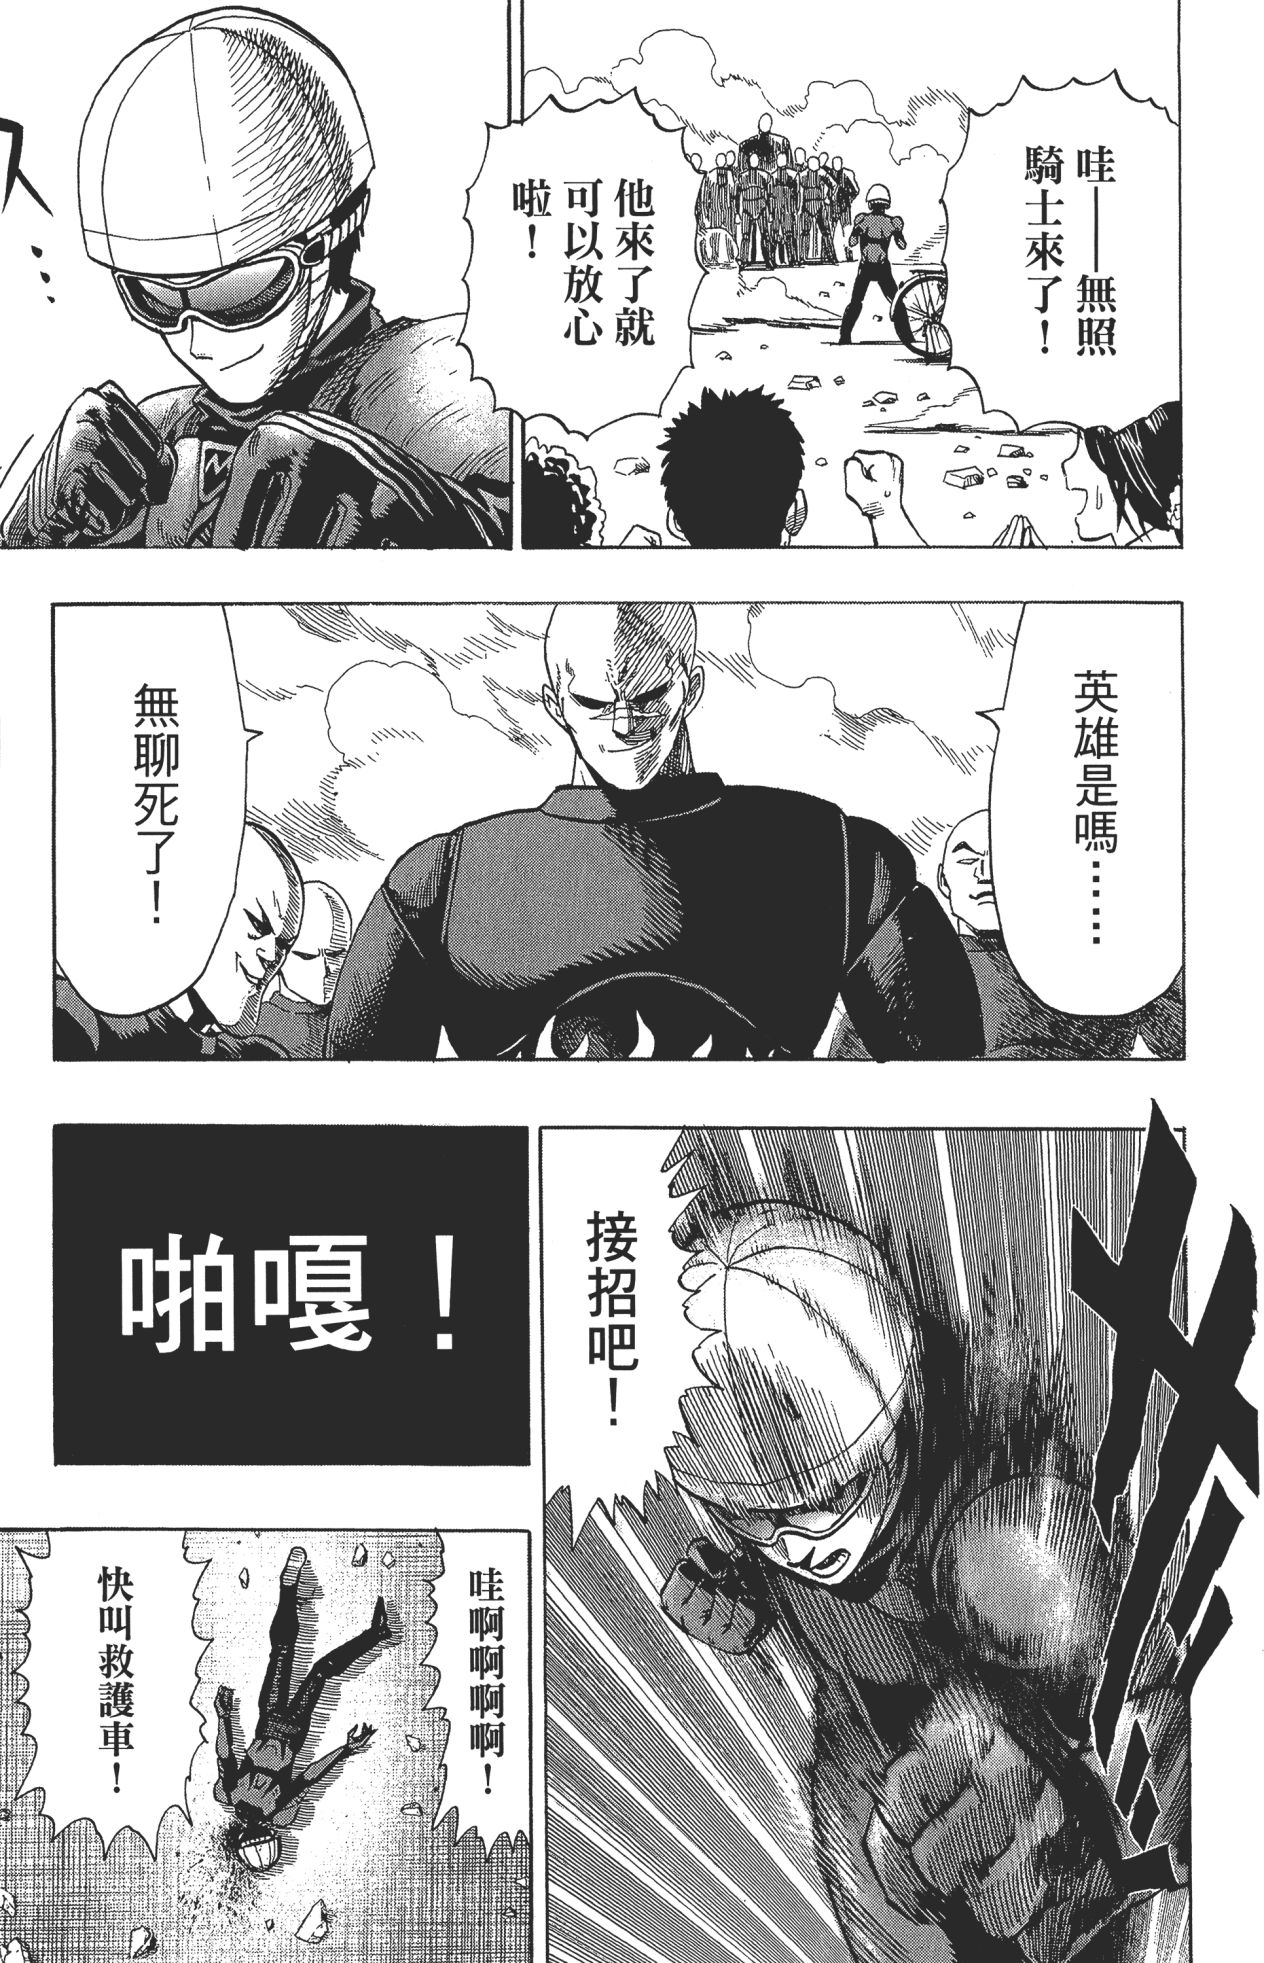 哇——無照
騎士來了！
他來了就
可以放心
啦！
ス
英雄是嗎……
無聊死了！
接招吧！
啪嘎！
哇啊啊啊啊！
快叫救護車！